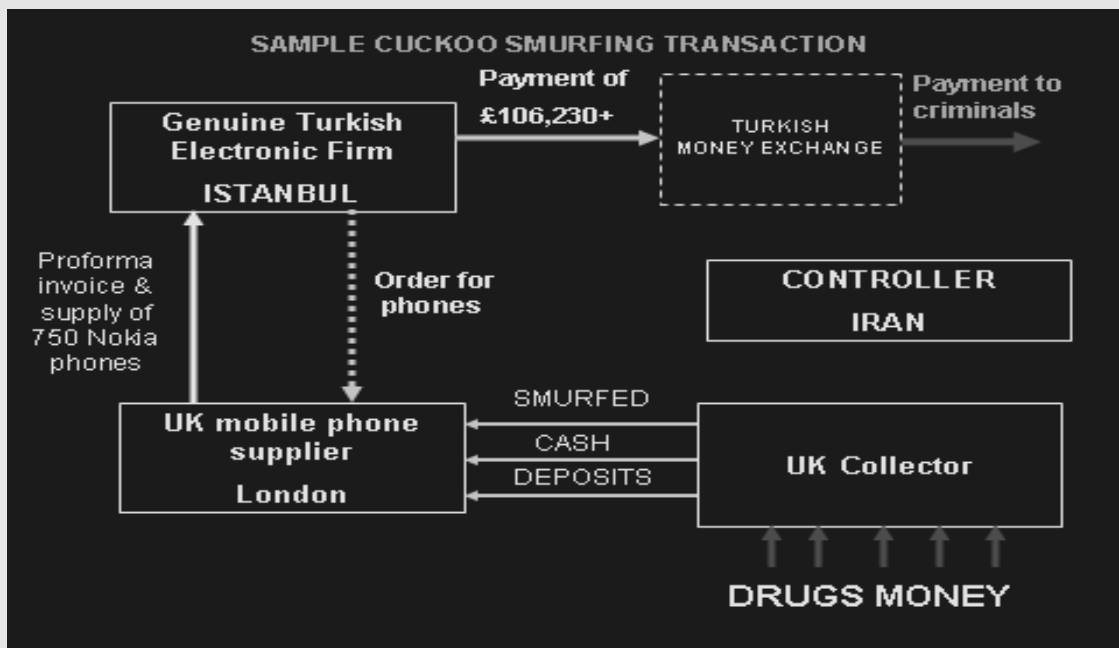 SAMPLE CUCKOO SMURFING TRANSACTION
Payment of
£106,230+
Payment to
criminals
Genuine Turkish
Electronic Firm
ISTANBUL
TURKISH
MONEY EXCHANGE
Proforma
invoice &
supply of
750 Nokia
phones
Order for
phones
CONTROLLER
IRAN
UK mobile phone
supplier
London
SMURFED
CASH
DEPOSITS
UK Collector
DRUGS MONEY